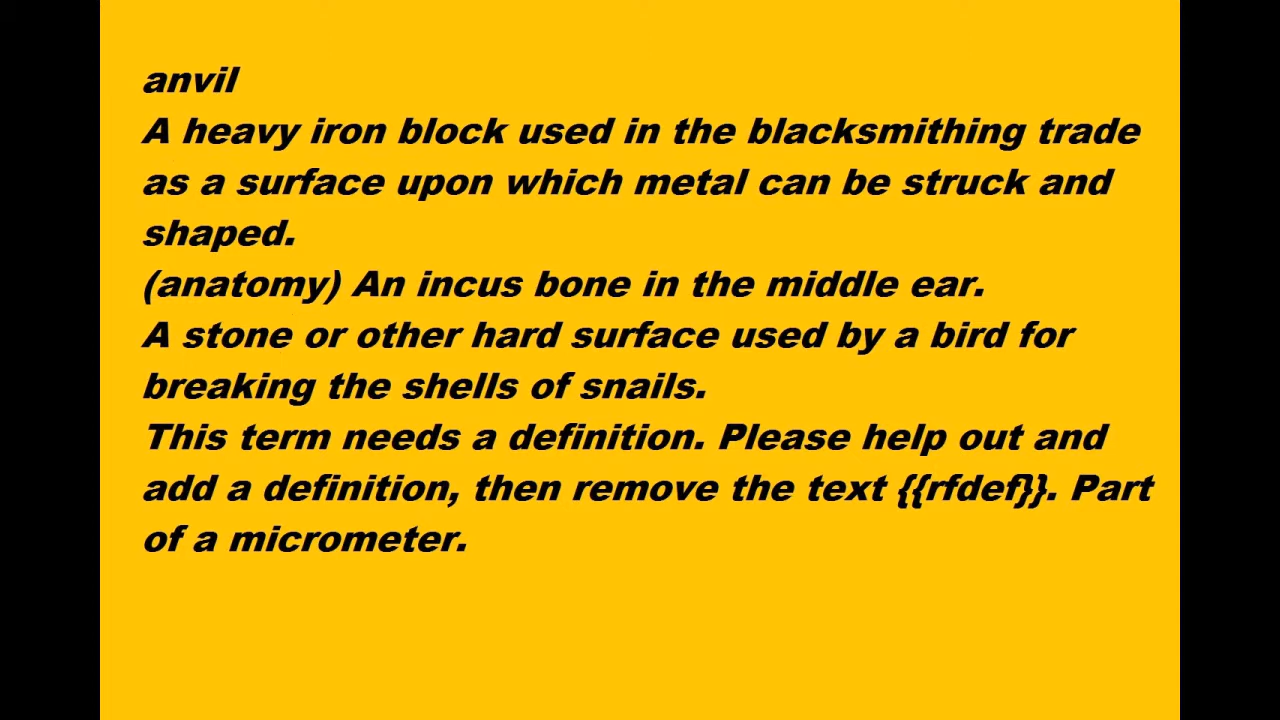 anvil
A heavy iron block used in the blacksmithing trade
as a surface upon which metal can be struck and
shaped.
(anatomy) An incus bone in the middle ear.
A stone or other hard surface used by a bird for
breaking the shells of snails.
This term needs a definition. Please help out and
add a definition, then remove the text {{rfdef}}. Part
of a micrometer.